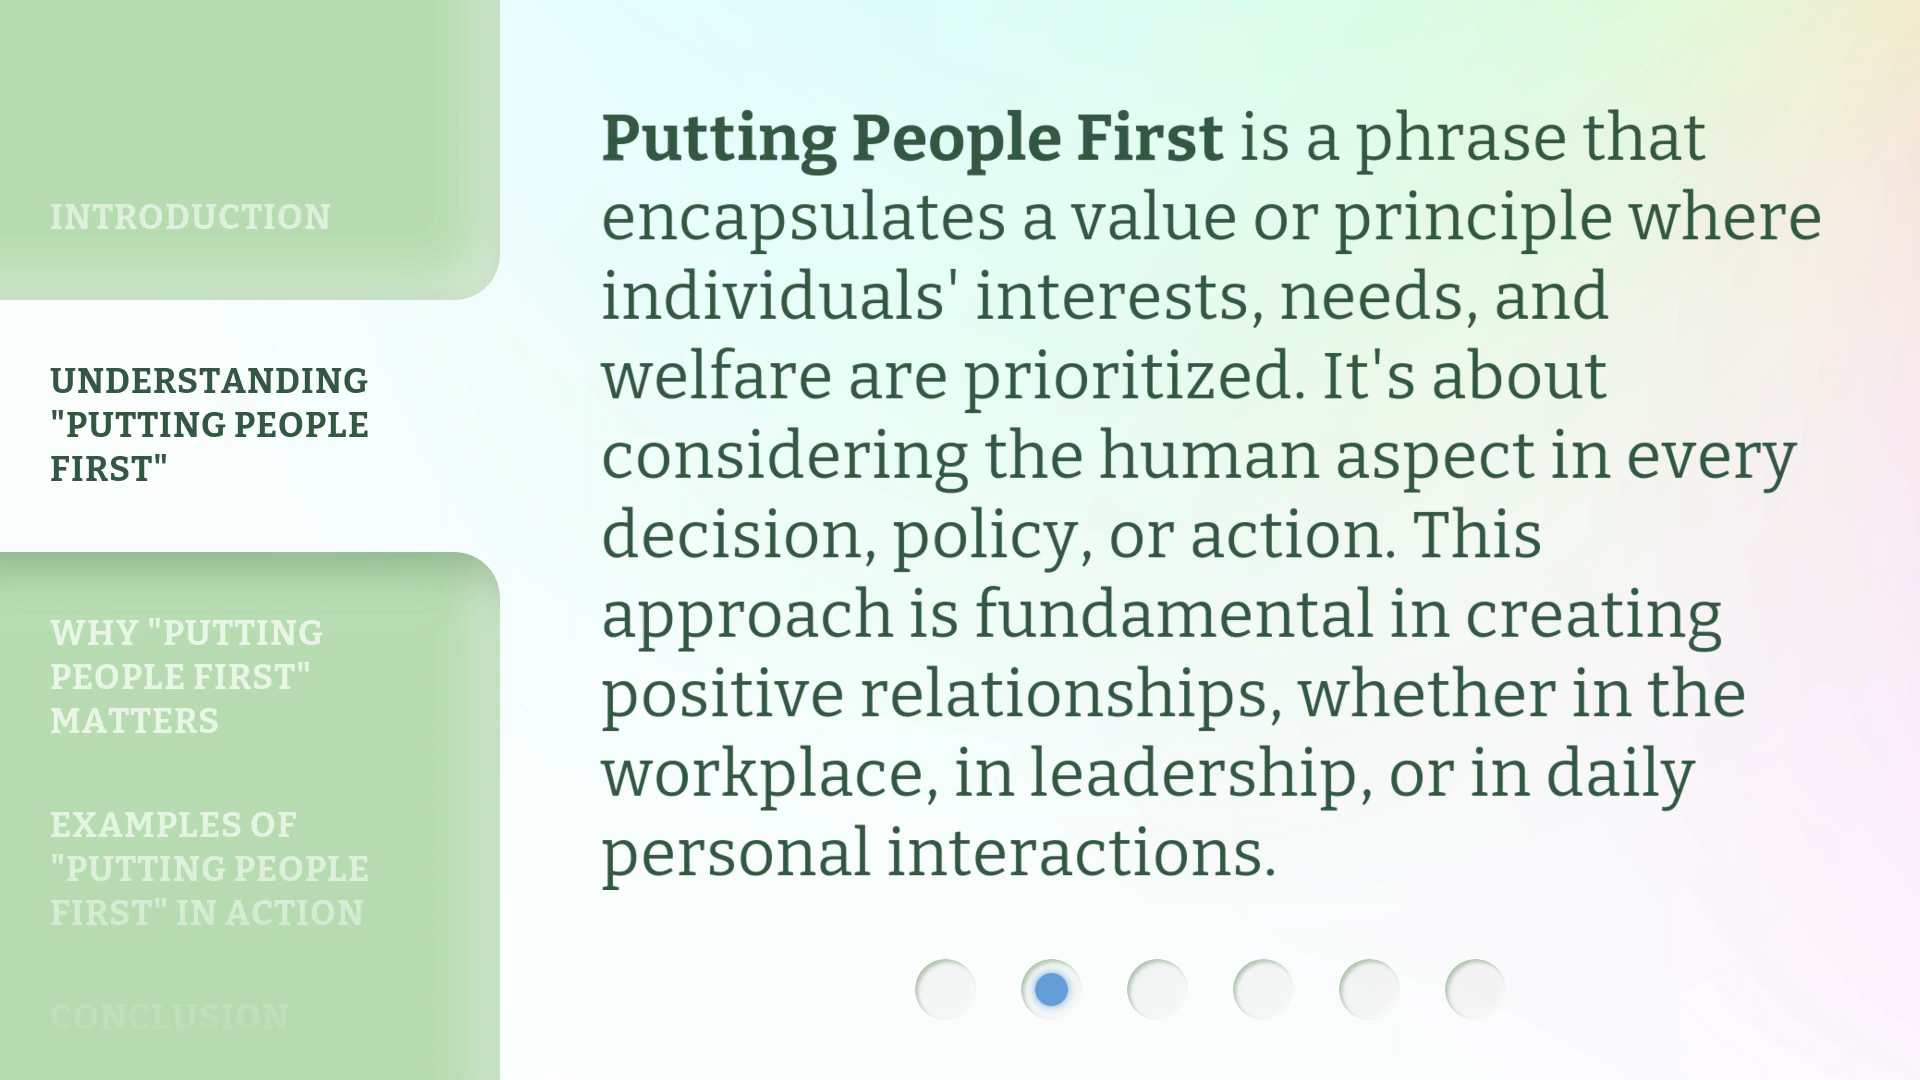 INTRODUCTION
UNDERSTANDING
"PUTTING PEOPLE
FIRST"
WHY "PUTTING
PEOPLE FIRST"
MATTERS
EXAMPLES OF
"PUTTING PEOPLE
FIRST" IN ACTION
CONCLUSION
Putting People First is a phrase that
encapsulates a value or principle where
individuals' interests, needs, and
welfare are prioritized. It's about
considering the human aspect in every
decision, policy, or action. This
approach is fundamental in creating
positive relationships, whether in the
workplace, in leadership, or in daily
personal interactions.